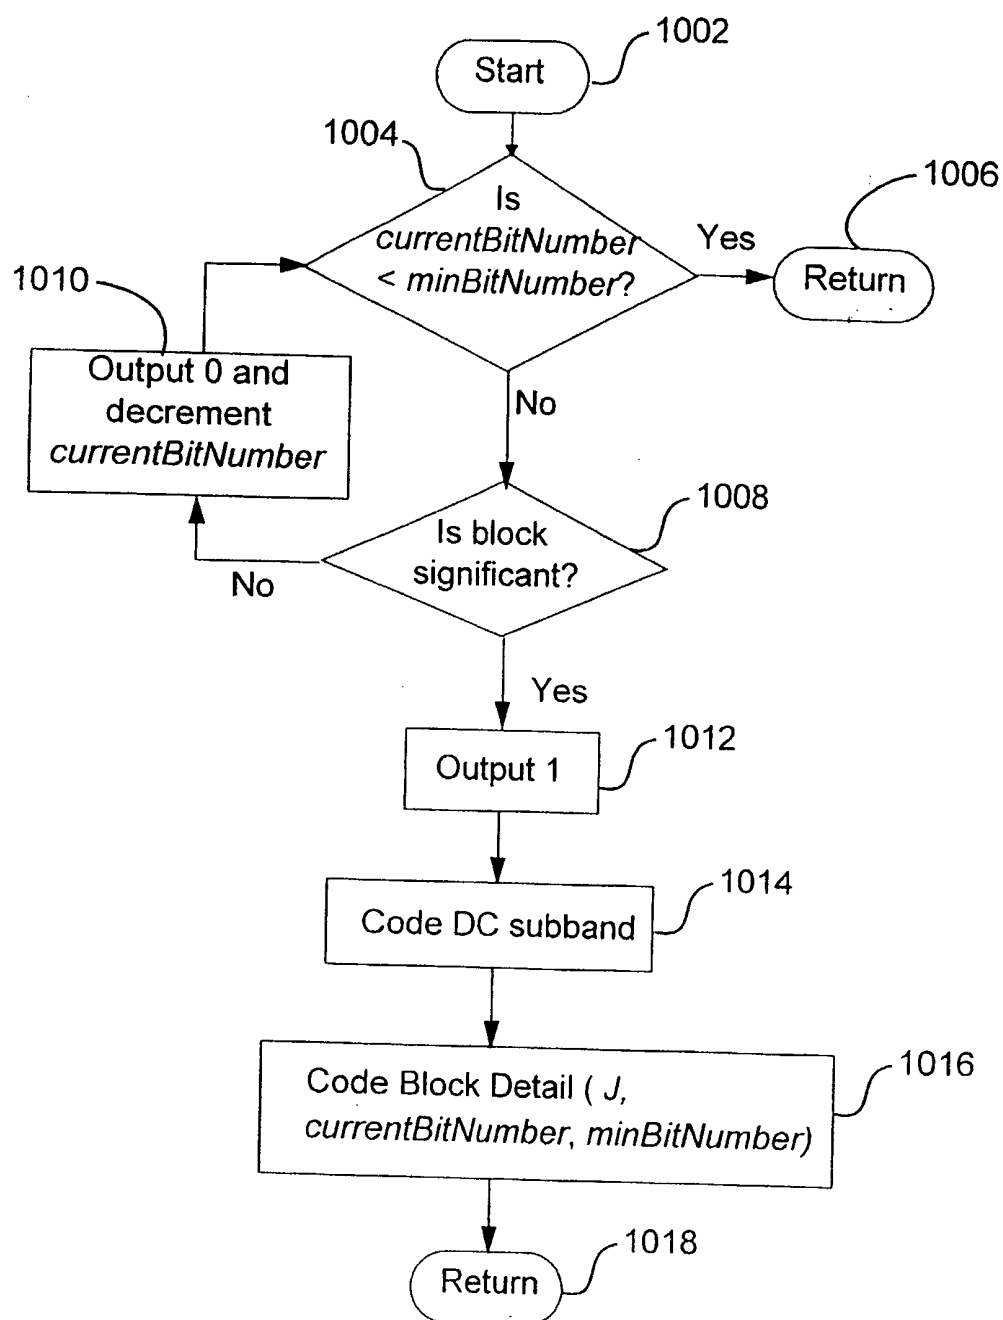 1002
Start
1004
Is
currentBitNumber
< minBitNumber?
Yes
1006
Return
1010
Output 0 and
decrement
currentBitNumber
No
1008
Is block
significant?
No
Yes
1012
Output 1
1014
Code DC subband
1016
Code Block Detail ( J,
currentBitNumber, minBitNumber)
1018
Return